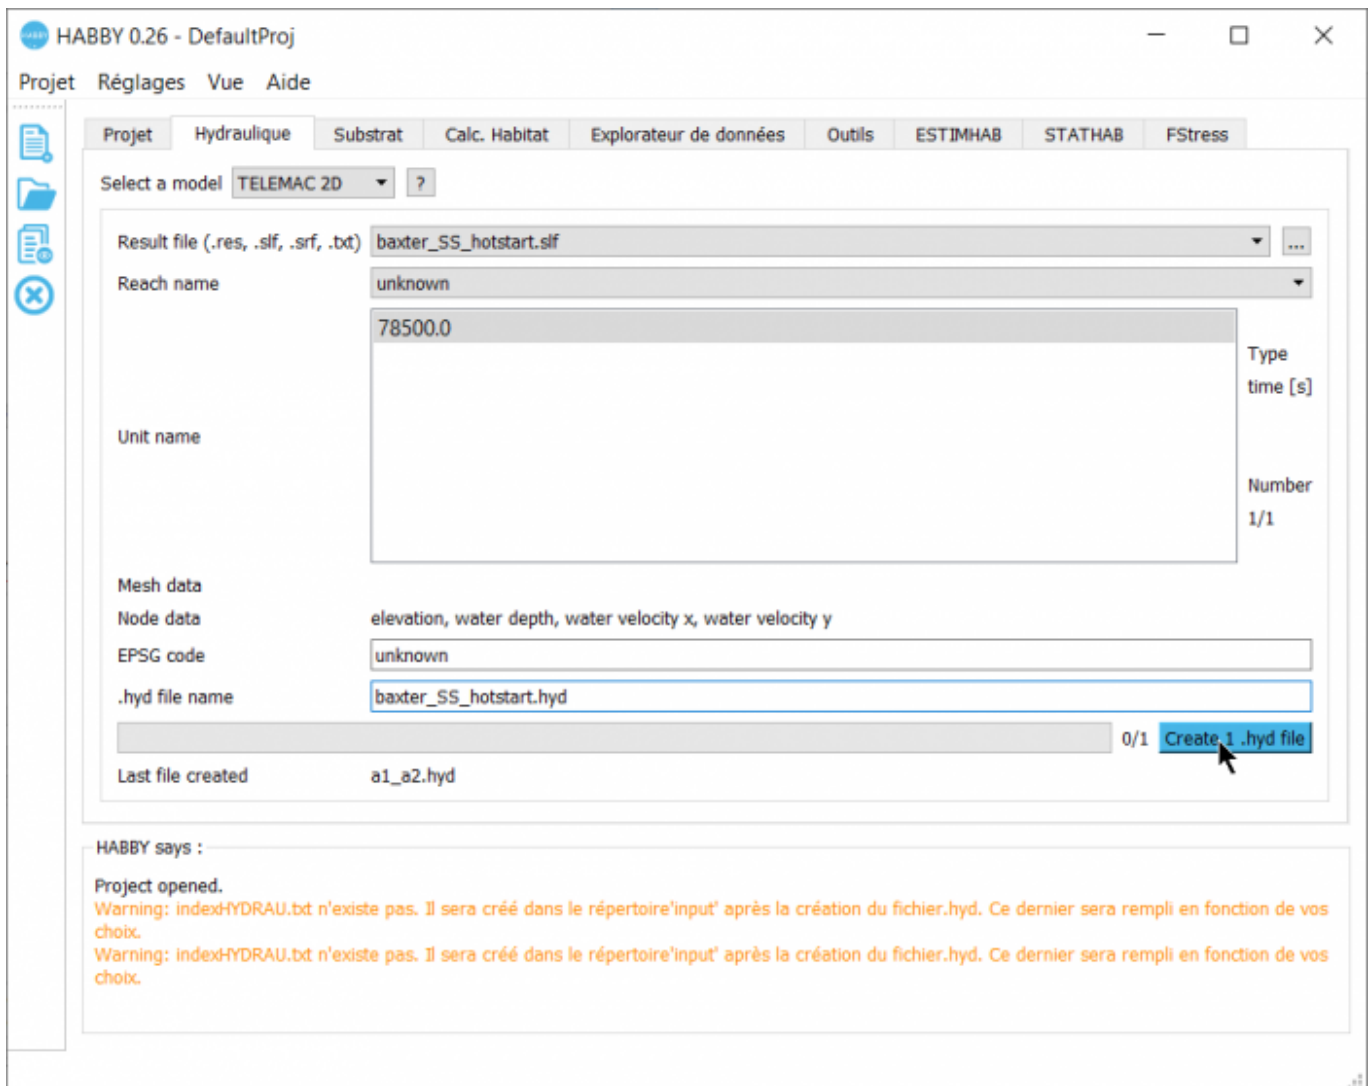 HABBY 0.26 - DefaultProj
Projet Réglages Vue Aide
Projet Hydraulique Substrat Calc. Habitat Explorateur de données Outils ESTIMHAB STATHAB FStress
Select a model TELEMAC 2D ?
Result file (.res, .slf, .srf, .txt) baxter_SS_hotstart.slf ...
Reach name unknown
78500.0
Type
time [s]
Unit name
Number
1/1
Mesh data
Node data elevation, water depth, water velocity x, water velocity y
EPSG code unknown
.hyd file name baxter_SS_hotstart.hyd
0/1 Create 1 .hyd file
Last file created a1_a2.hyd
HABBY says :
Project opened.
Warning: indexHYDRAU.txt n'existe pas. Il sera créé dans le répertoire'input' après la création du fichier.hyd. Ce dernier sera rempli en fonction de vos
choix.
Warning: indexHYDRAU.txt n'existe pas. Il sera créé dans le répertoire'input' après la création du fichier.hyd. Ce dernier sera rempli en fonction de vos
choix.